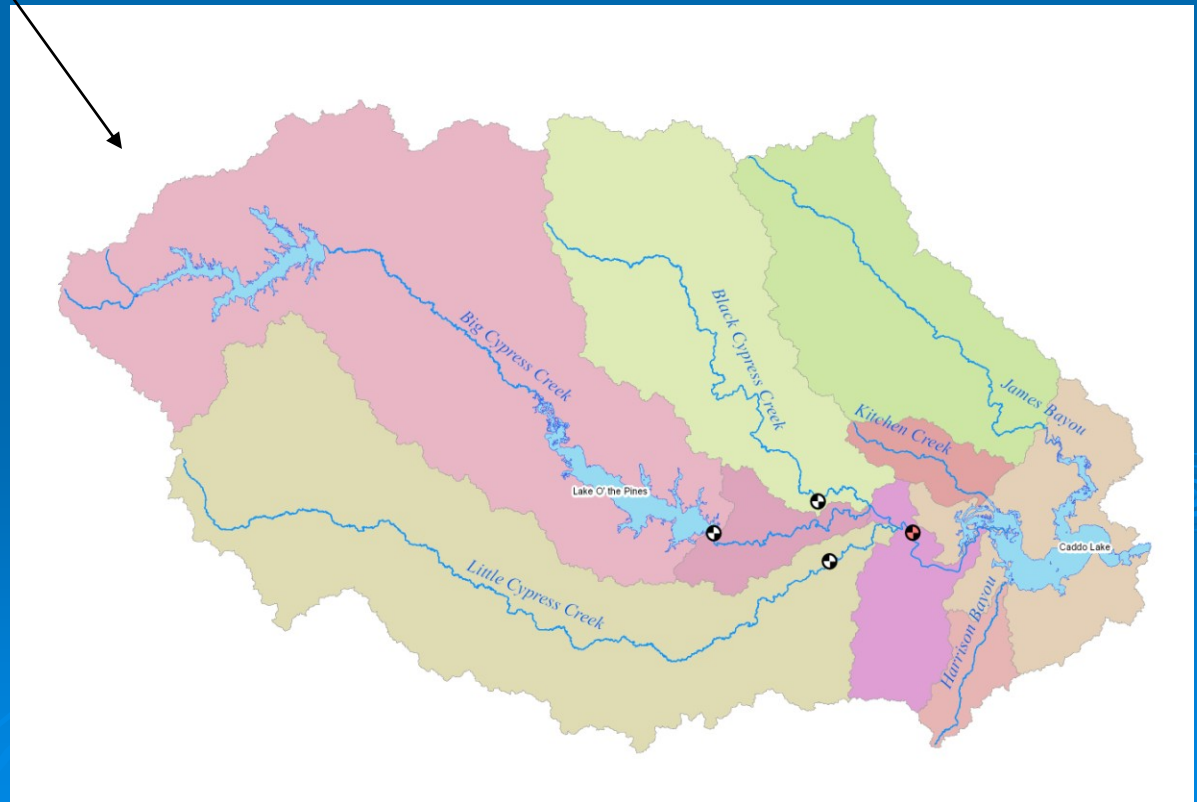 Big Cypress Creek
Black Cypress Creek
James Bayou
Kitchen Creek
Lake O' the Pines
Caddo Lake
Little Cypress Creek
Harrison Bayou